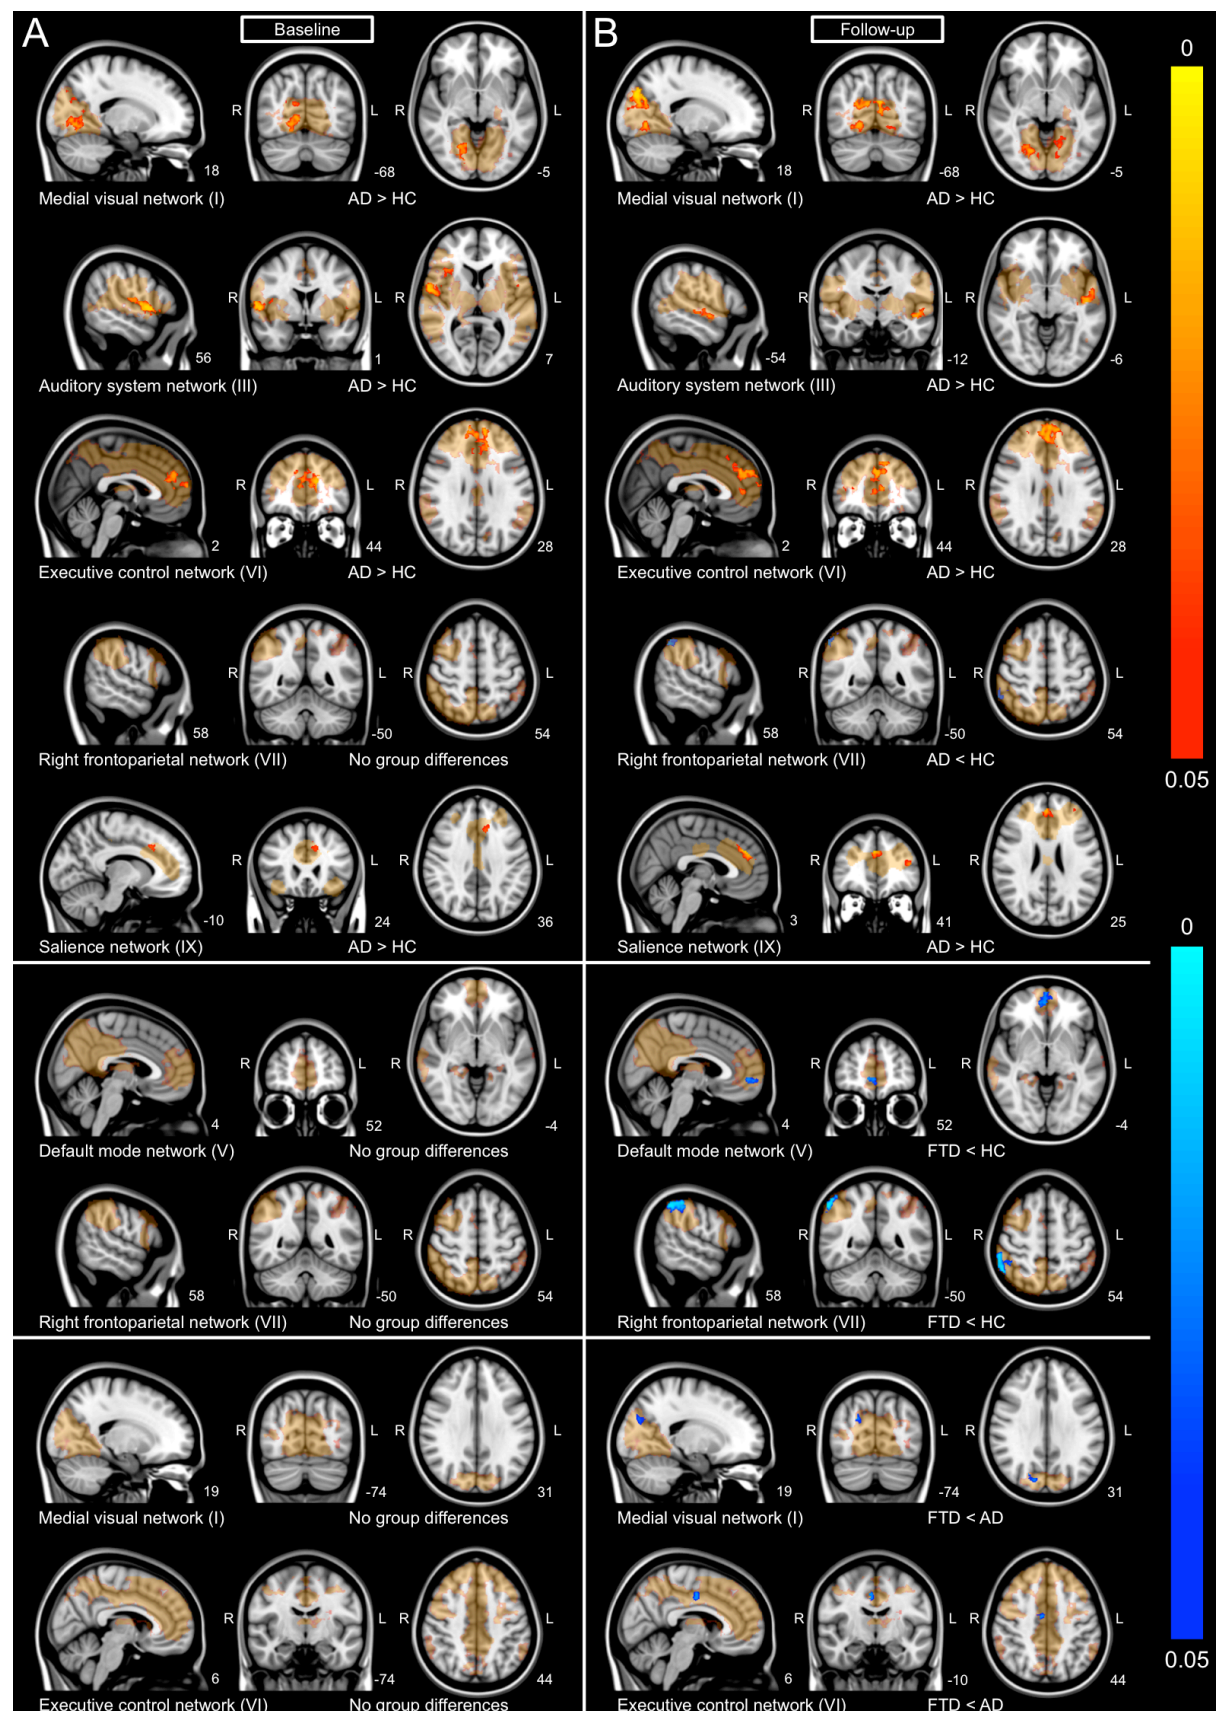 A Baseline B Follow-up
0
R L R L
18 -68 -5 18 -68 -5
Medial visual network (I) AD > HC Medial visual network (I) AD > HC
R L R L
56 1 7 -54 -12 -6
Auditory system network (III) AD > HC Auditory system network (III) AD > HC
R L R L
2 44 28 2 44 28
Executive control network (VI) AD > HC Executive control network (VI) AD > HC
R L R L
58 -50 54 58 -50 54
Right frontoparietal network (VII) No group differences Right frontoparietal network (VII) AD < HC
0.05
R L R L
-10 24 36 3 41 25
Salience network (IX) AD > HC Salience network (IX) AD > HC
0
R L R L
4 52 -4 4 52 -4
Default mode network (V) No group differences Default mode network (V) FTD < HC
R L R L
58 -50 54 58 -50 54
Right frontoparietal network (VII) No group differences Right frontoparietal network (VII) FTD < HC
R L R L
19 -74 31 19 -74 31
Medial visual network (I) No group differences Medial visual network (I) FTD < AD
R L R L
6 -74 44 6 -10 44
Executive control network (VI) No group differences Executive control network (VI) FTD < AD
0.05